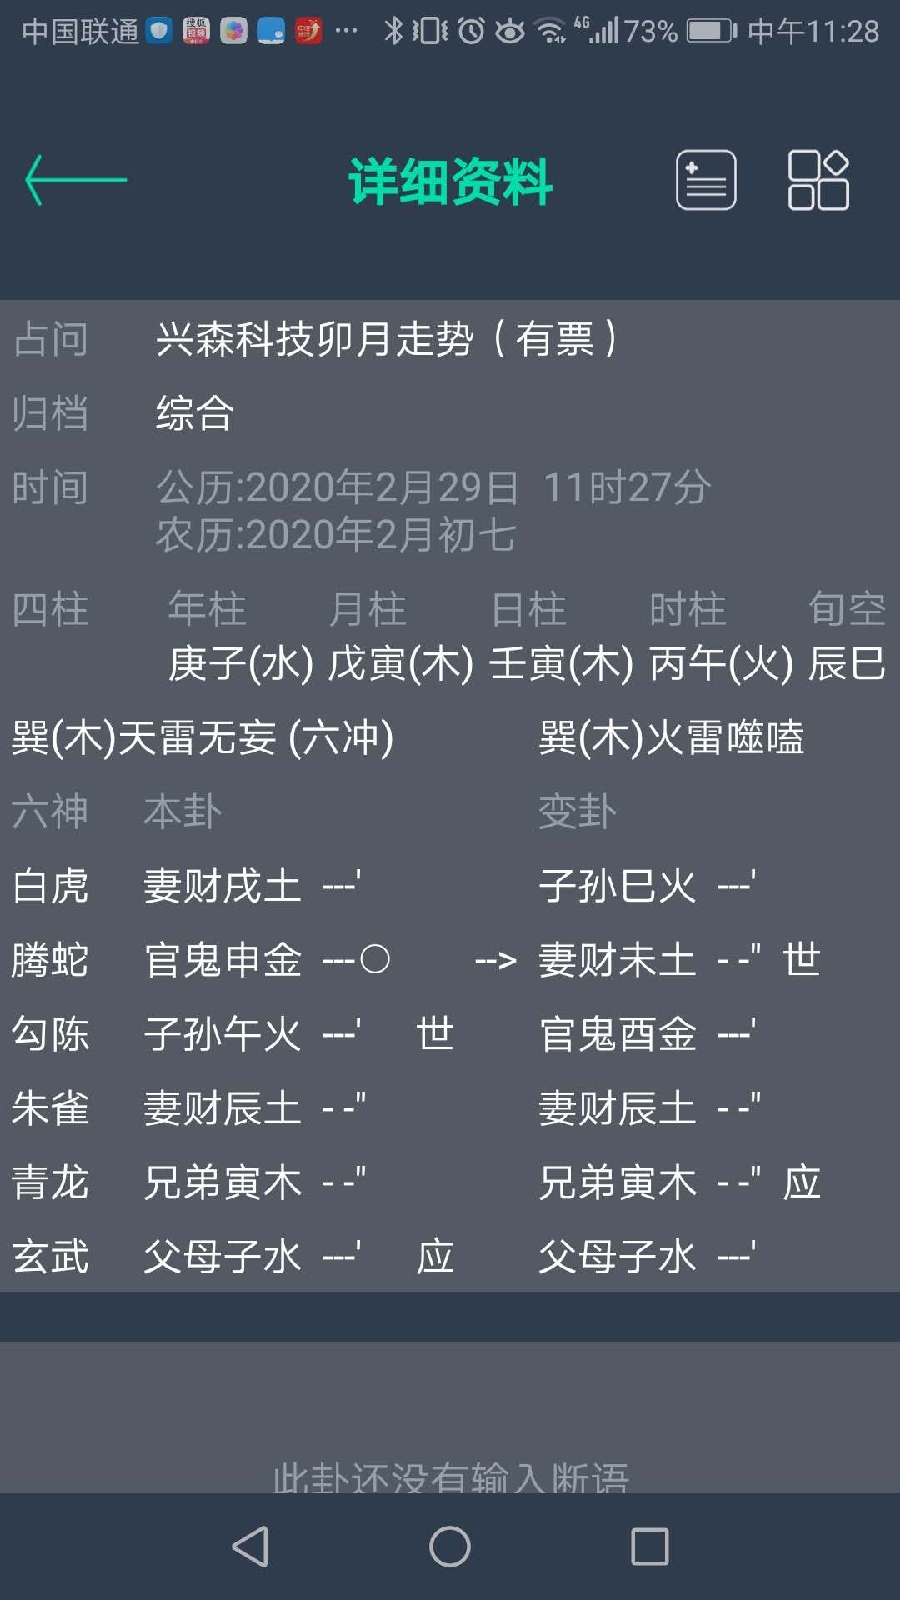 中国联通 ··· 4G 73% 中午11:28
详细资料
占问 兴森科技卯月走势（有票）
归档 综合
时间 公历:2020年2月29日 11时27分
农历:2020年2月初七
四柱 年柱 月柱 日柱 时柱 旬空
庚子(水) 戊寅(木) 壬寅(木) 丙午(火) 辰巳
巽(木)天雷无妄 (六冲) 巽(木)火雷噬嗑
六神 本卦 变卦
白虎 妻财戌土 ---' 子孙巳火 ---'
腾蛇 官鬼申金 ---○ --> 妻财未土 - -" 世
勾陈 子孙午火 ---' 世 官鬼酉金 ---'
朱雀 妻财辰土 - -" 妻财辰土 - -"
青龙 兄弟寅木 - -" 兄弟寅木 - -" 应
玄武 父母子水 ---' 应 父母子水 ---'
此卦还没有输入断语